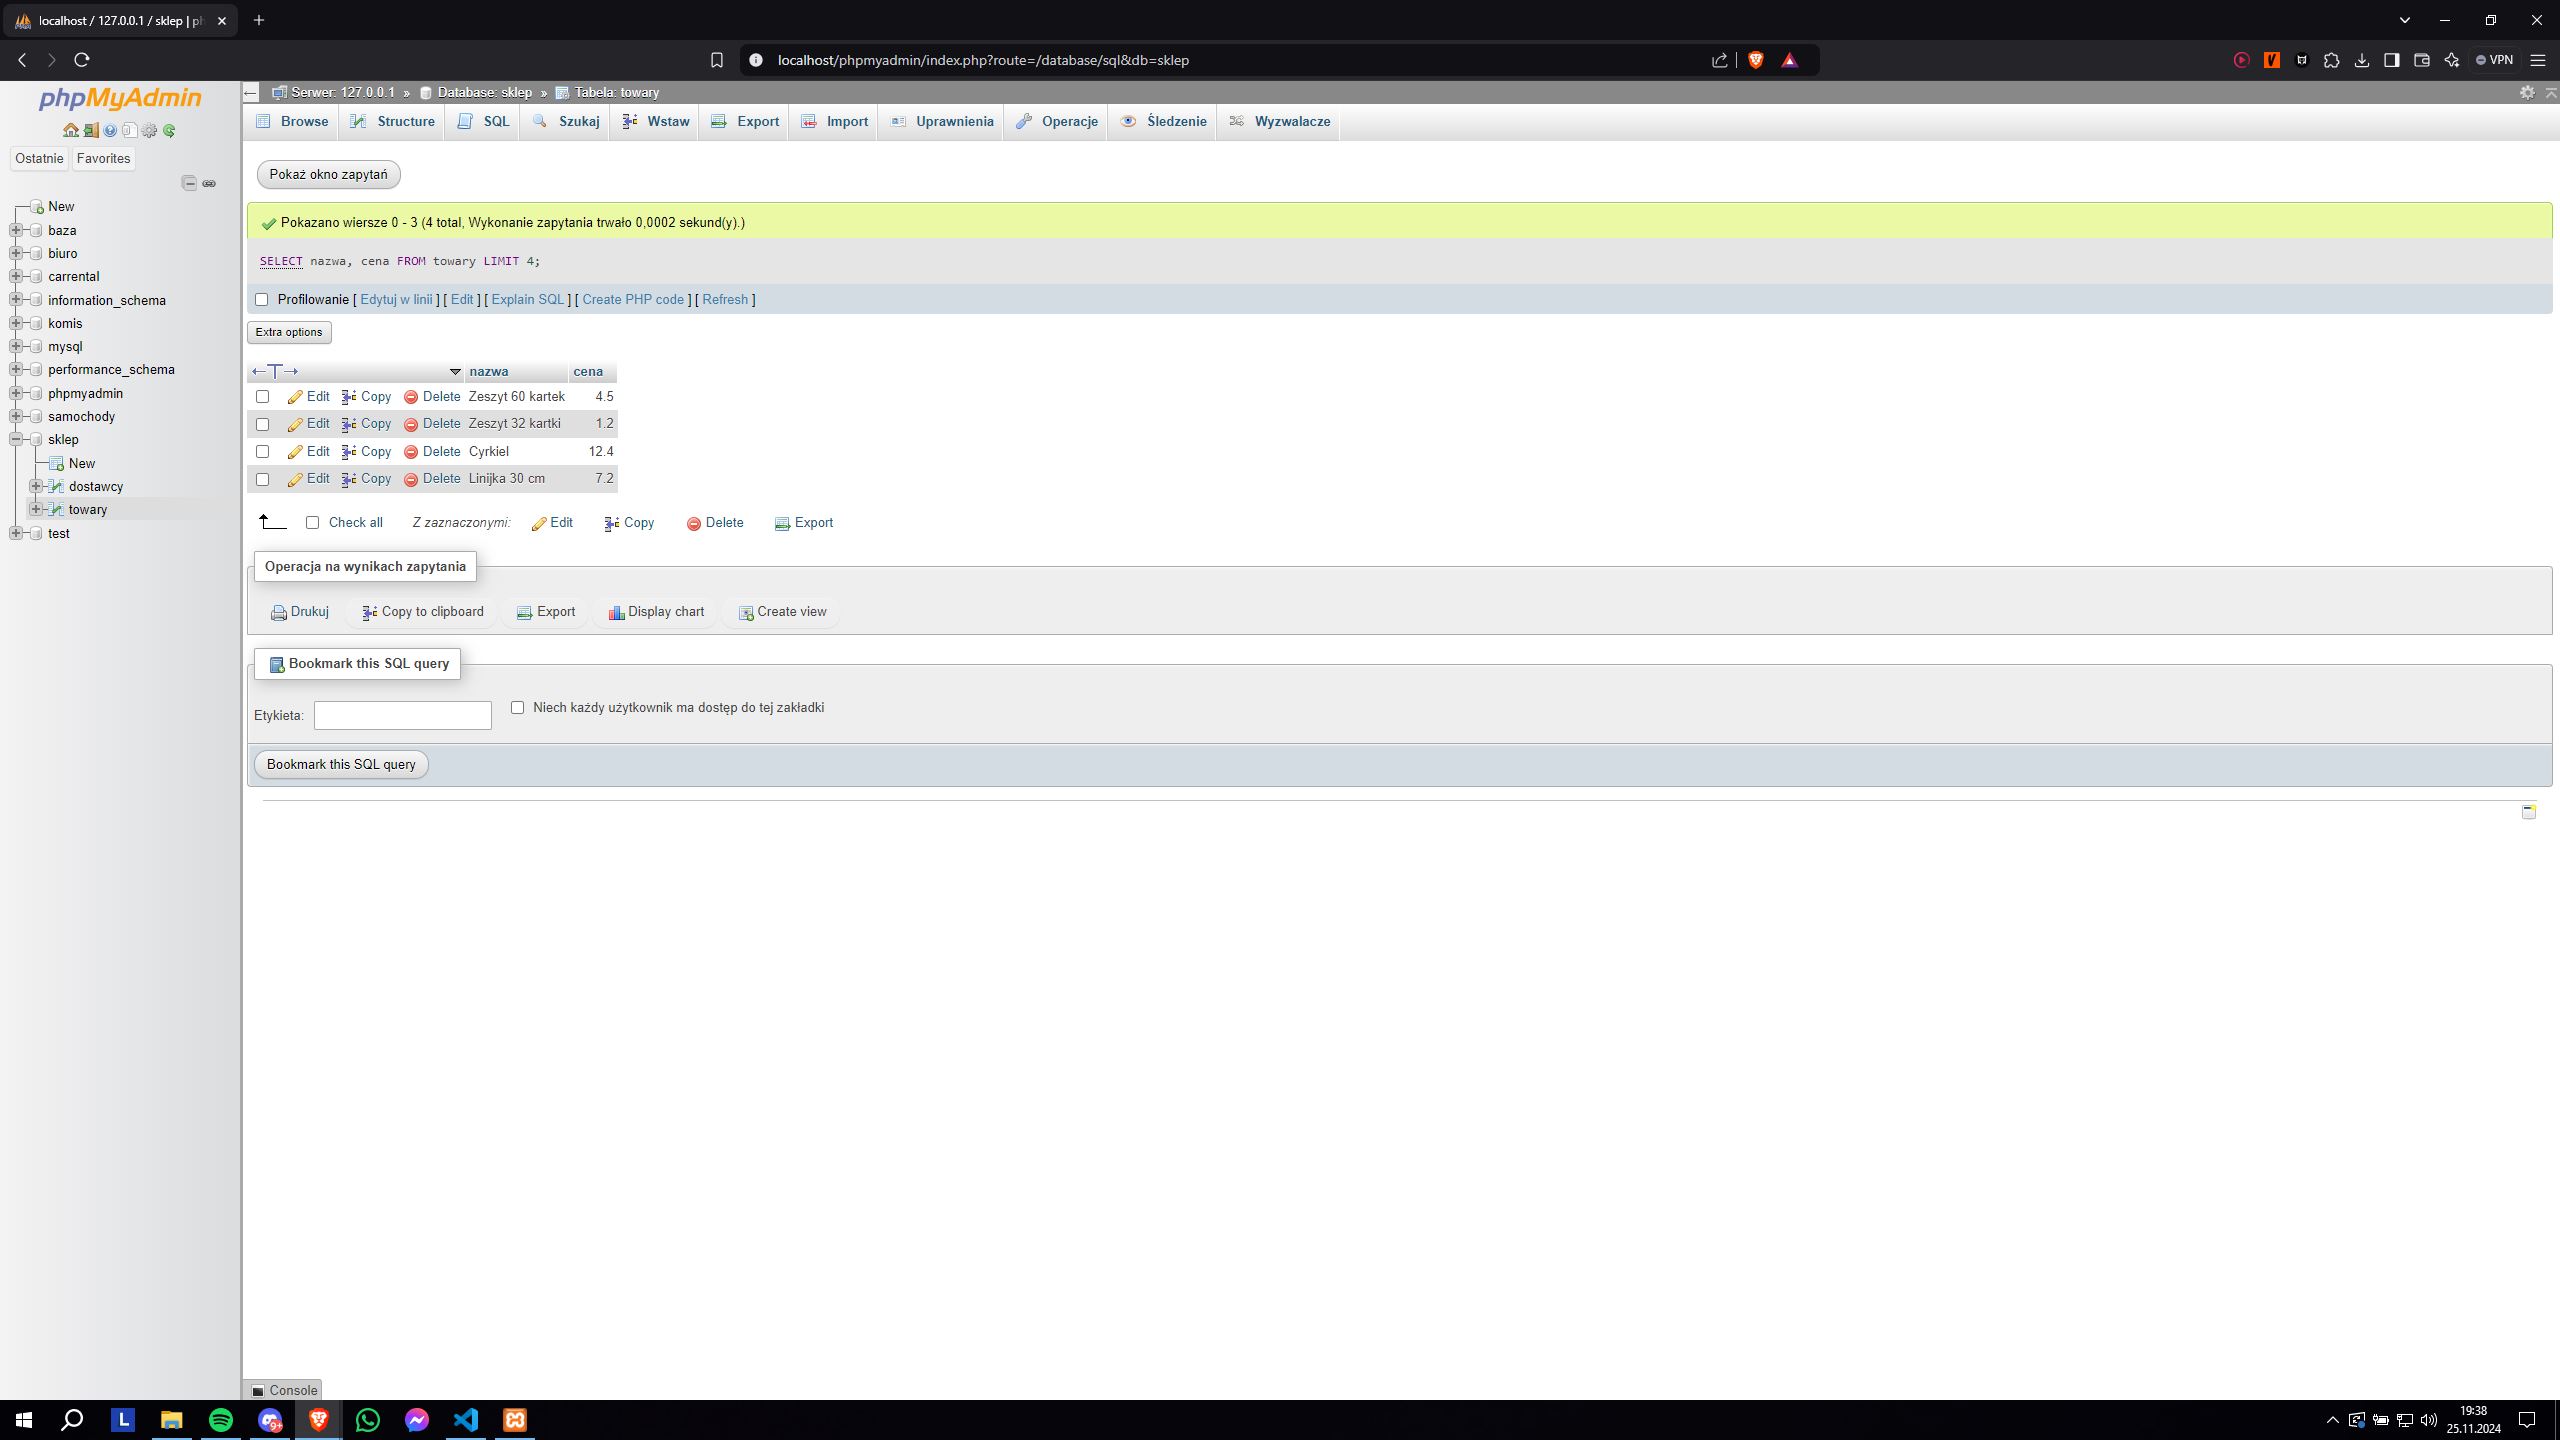 localhost / 127.0.0.1 / sklep | ph
localhost/phpmyadmin/index.php?route=/database/sql&db=sklep
VPN
phpMyAdmin
Ostatnie Favorites
New
baza
biuro
carrental
information_schema
komis
mysql
performance_schema
phpmyadmin
samochody
sklep
New
dostawcy
towary
test
Serwer: 127.0.0.1 » Database: sklep » Tabela: towary
Browse Structure SQL Szukaj Wstaw Export Import Uprawnienia Operacje Śledzenie Wyzwalacze
Pokaż okno zapytań
Pokazano wiersze 0 - 3 (4 total, Wykonanie zapytania trwało 0,0002 sekund(y).)
SELECT nazwa, cena FROM towary LIMIT 4;
Profilowanie [ Edytuj w linii ] [ Edit ] [ Explain SQL ] [ Create PHP code ] [ Refresh ]
Extra options
←T→ nazwa cena
Edit Copy Delete Zeszyt 60 kartek 4.5
Edit Copy Delete Zeszyt 32 kartki 1.2
Edit Copy Delete Cyrkiel 12.4
Edit Copy Delete Linijka 30 cm 7.2
Check all Z zaznaczonymi: Edit Copy Delete Export
Operacja na wynikach zapytania
Drukuj Copy to clipboard Export Display chart Create view
Bookmark this SQL query
Etykieta: Niech każdy użytkownik ma dostęp do tej zakładki
Bookmark this SQL query
Console
L
9+
19:38
25.11.2024